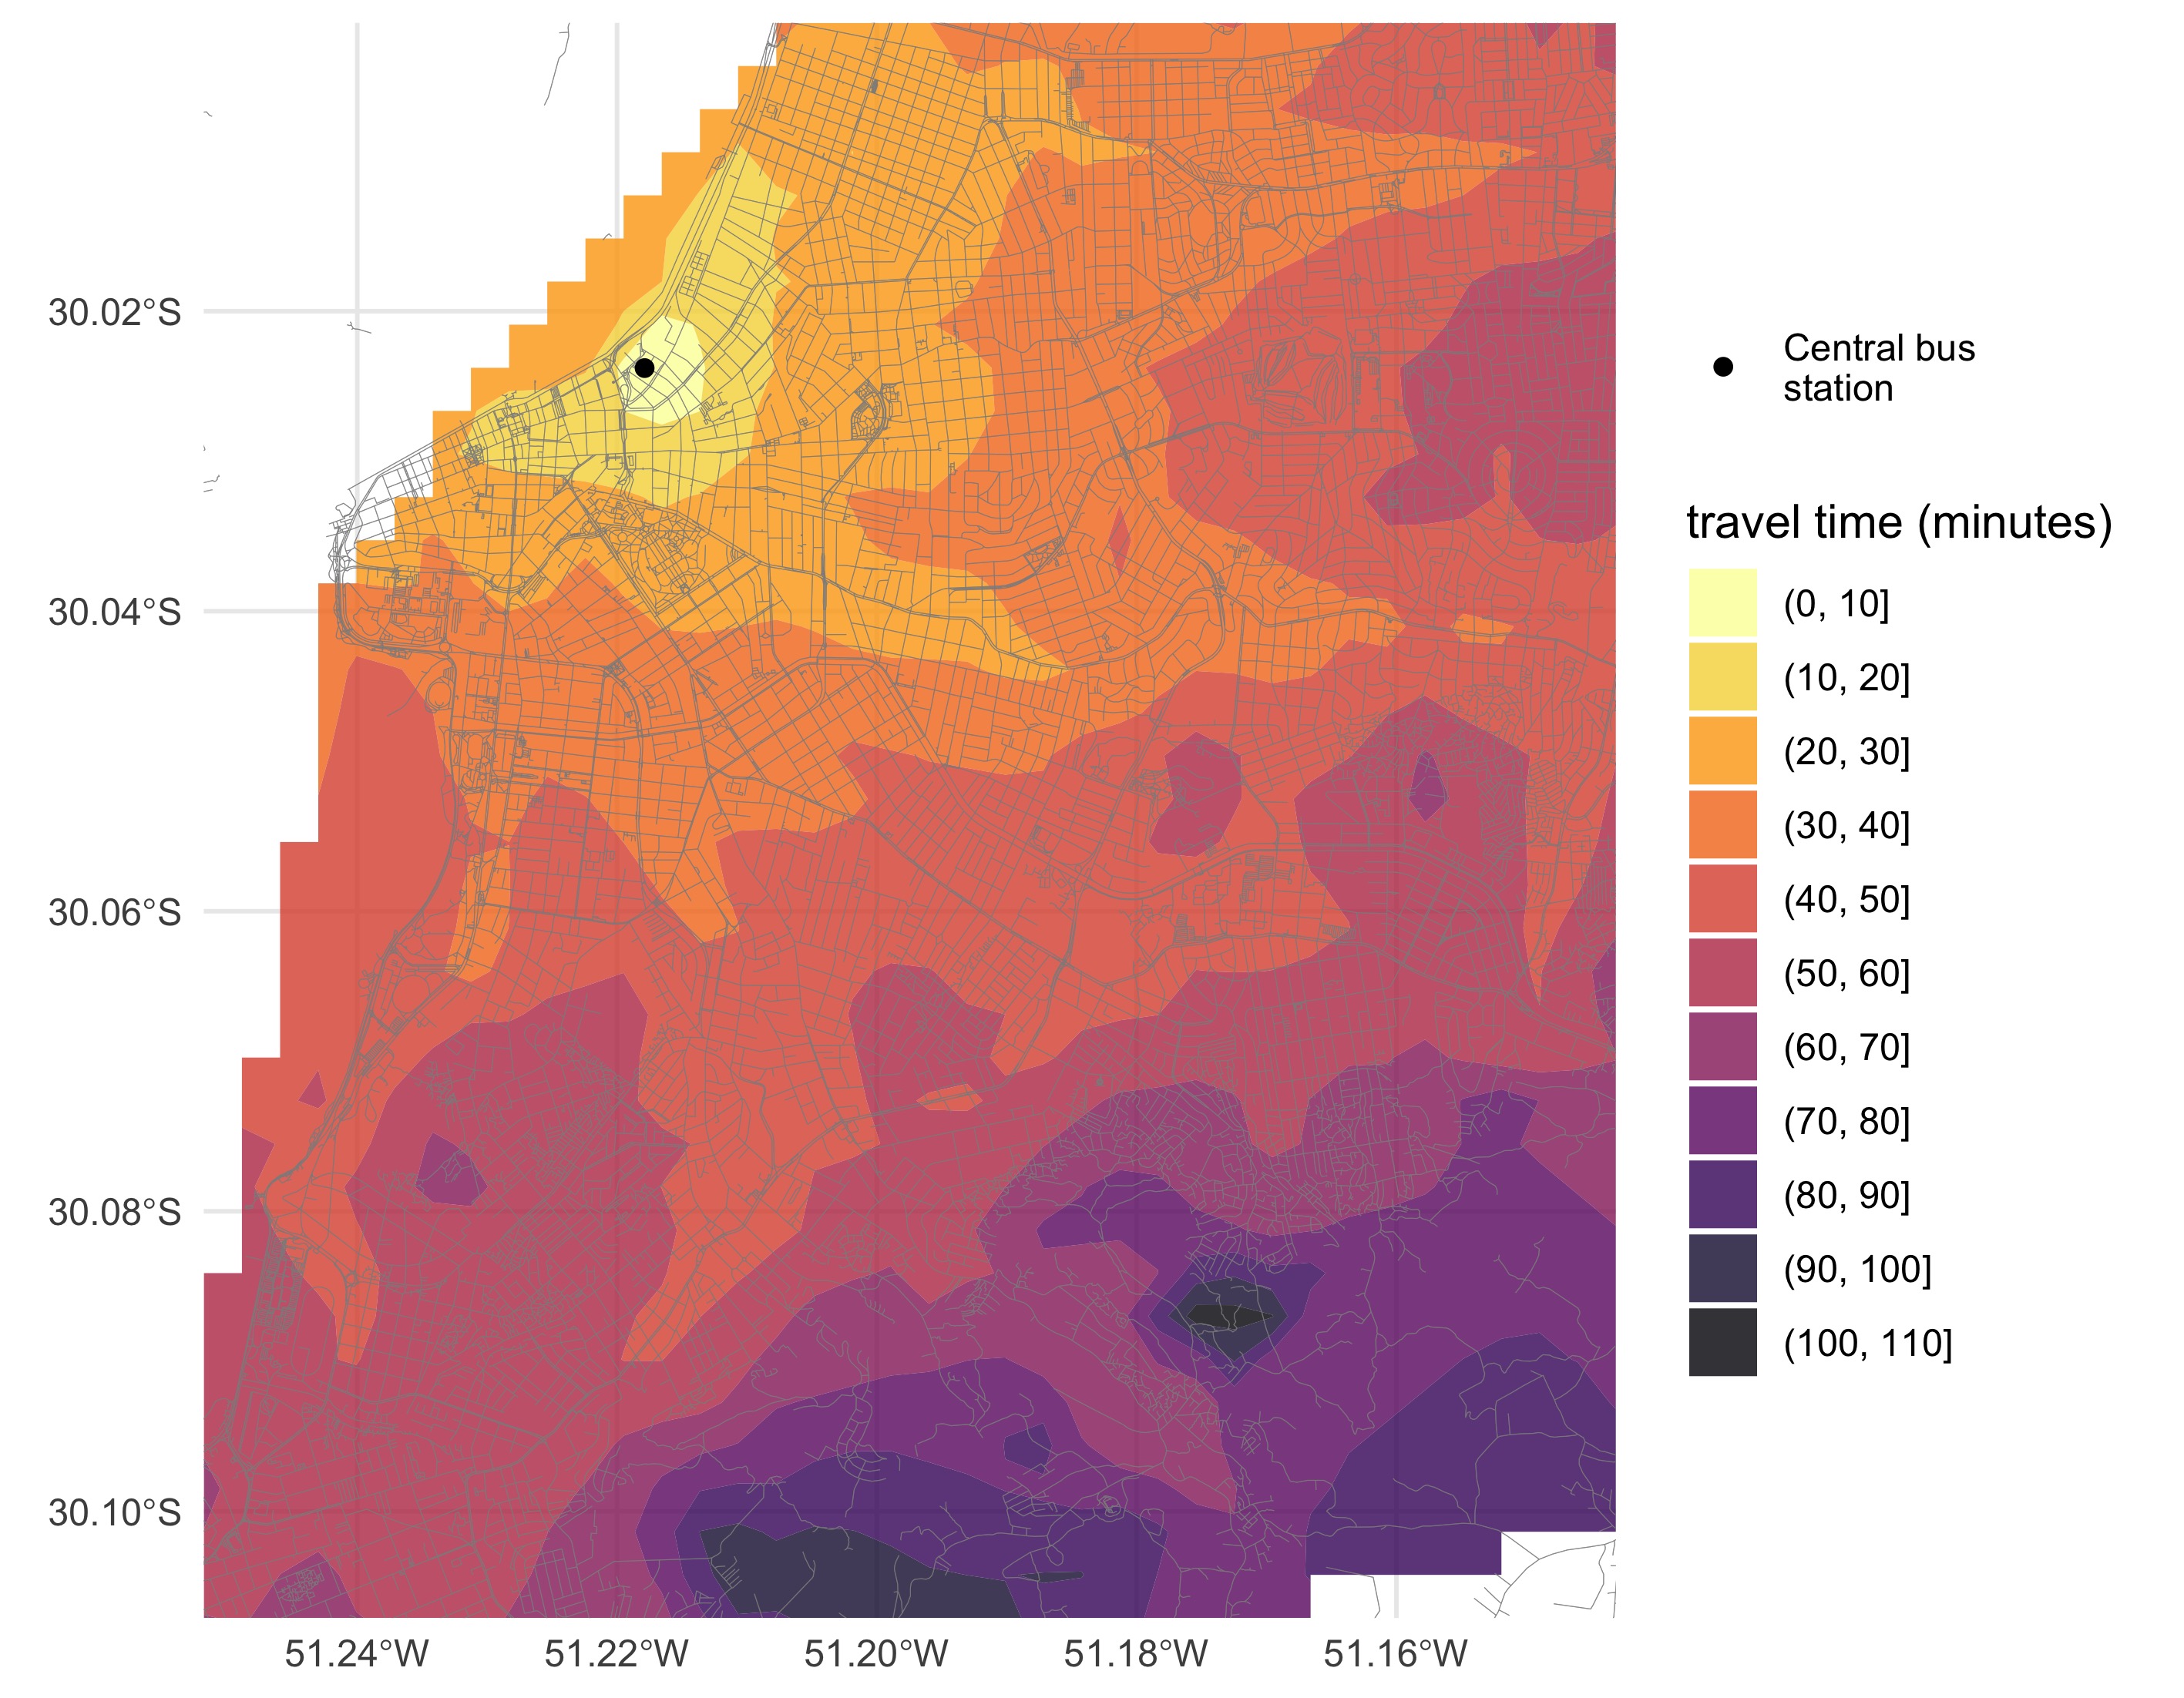 30.02°S
30.04°S
30.06°S
30.08°S
30.10°S
51.24°W
51.22°W
51.20°W
51.18°W
51.16°W
Central bus
station
travel time (minutes)
(0, 10]
(10, 20]
(20, 30]
(30, 40]
(40, 50]
(50, 60]
(60, 70]
(70, 80]
(80, 90]
(90, 100]
(100, 110]